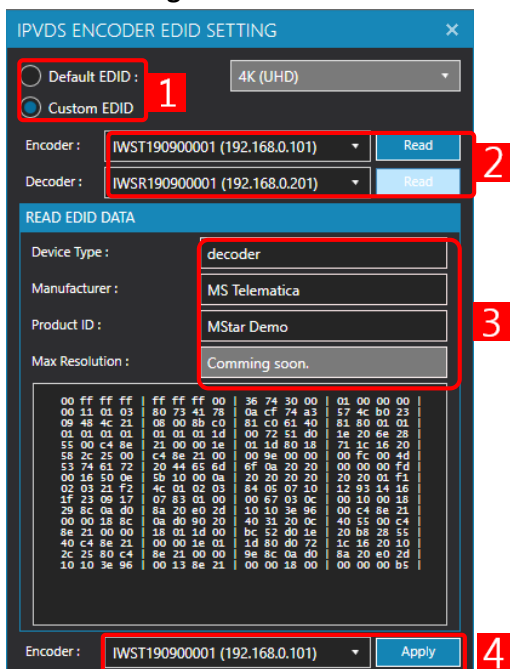 IPVDS ENCODER EDID SETTING ×
Default EDID : 4K (UHD)
1
Custom EDID
Encoder : IWST190900001 (192.168.0.101) Read
2
Decoder : IWSR190900001 (192.168.0.201) Read
READ EDID DATA
Device Type : decoder
Manufacturer : MS Telematica
3
Product ID : MStar Demo
Max Resolution : Comming soon.
00 ff ff ff | ff ff ff 00 | 36 74 30 00 | 01 00 00 00 |
00 11 01 03 | 80 73 41 78 | 0a cf 74 a3 | 57 4c b0 23 |
09 48 4c 21 | 08 00 8b c0 | 81 c0 61 40 | 81 80 01 01 |
01 01 01 01 | 01 01 01 1d | 00 72 51 d0 | 1e 20 6e 28 |
55 00 c4 8e | 21 00 00 1e | 01 1d 80 18 | 71 1c 16 20 |
58 2c 25 00 | c4 8e 21 00 | 00 9e 00 00 | 00 fc 00 4d |
53 74 61 72 | 20 44 65 6d | 6f 0a 20 20 | 00 00 00 fd |
00 16 50 0e | 5b 10 00 0a | 20 20 20 20 | 20 20 01 f1 |
02 03 21 f2 | 4c 01 02 03 | 84 05 07 10 | 12 93 14 16 |
1f 23 09 17 | 07 83 01 00 | 00 67 03 0c | 00 10 00 18 |
29 8c 0a d0 | 8a 20 e0 2d | 10 10 3e 96 | 00 c4 8e 21 |
00 00 18 8c | 0a d0 90 20 | 40 31 20 0c | 40 55 00 c4 |
8e 21 00 00 | 18 01 1d 00 | bc 52 d0 1e | 20 b8 28 55 |
40 c4 8e 21 | 00 00 1e 01 | 1d 80 d0 72 | 1c 16 20 10 |
2c 25 80 c4 | 8e 21 00 00 | 9e 8c 0a d0 | 8a 20 e0 2d |
10 10 3e 96 | 00 13 8e 21 | 00 00 18 00 | 00 00 00 b5 |
Encoder : IWST190900001 (192.168.0.101) Apply
4